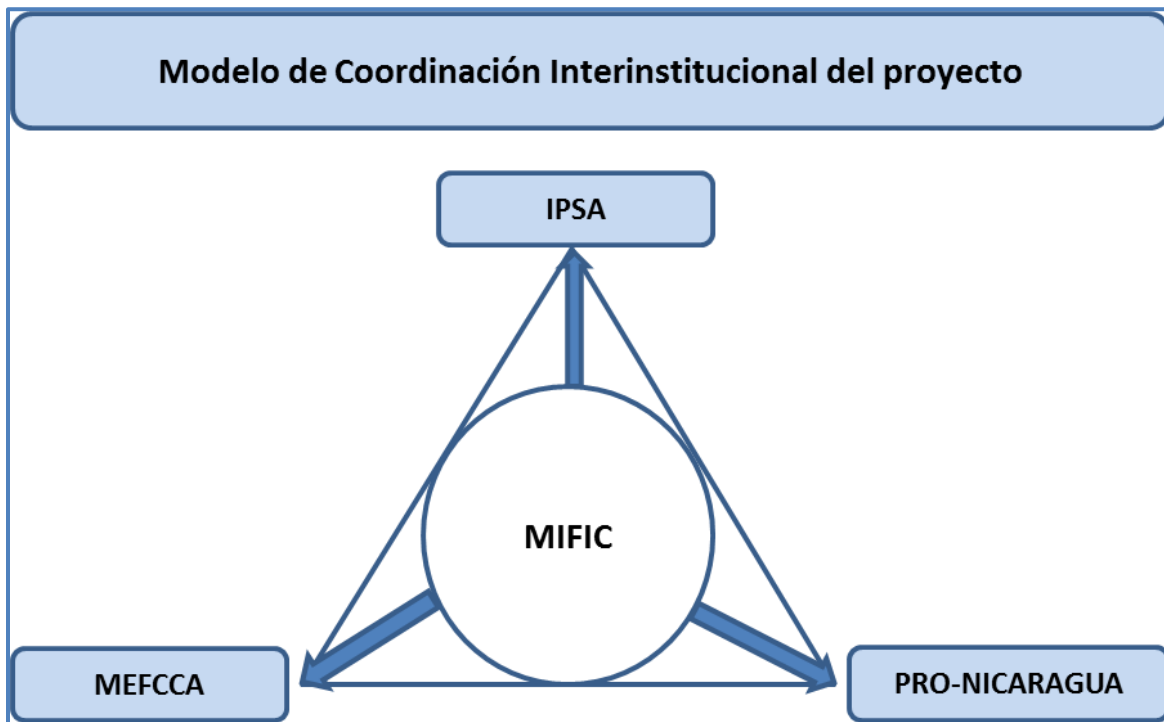 Modelo de Coordinación Interinstitucional del proyecto
IPSA
MIFIC
MEFCCA
PRO-NICARAGUA